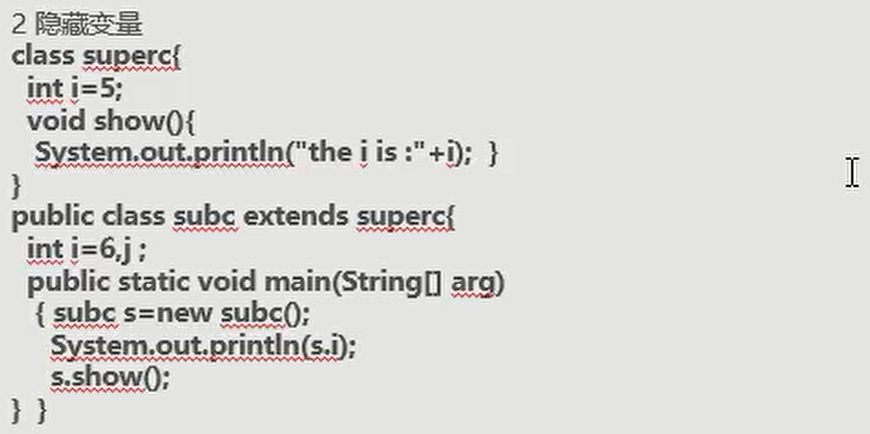 2 隐藏变量
class superc{
int i=5;
void show(){
System.out.println("the i is :"+i);  }
}
public class subc extends superc{
int i=6,j ;
public static void main(String[] arg)
{ subc s=new subc();
System.out.println(s.i);
s.show();
}  }